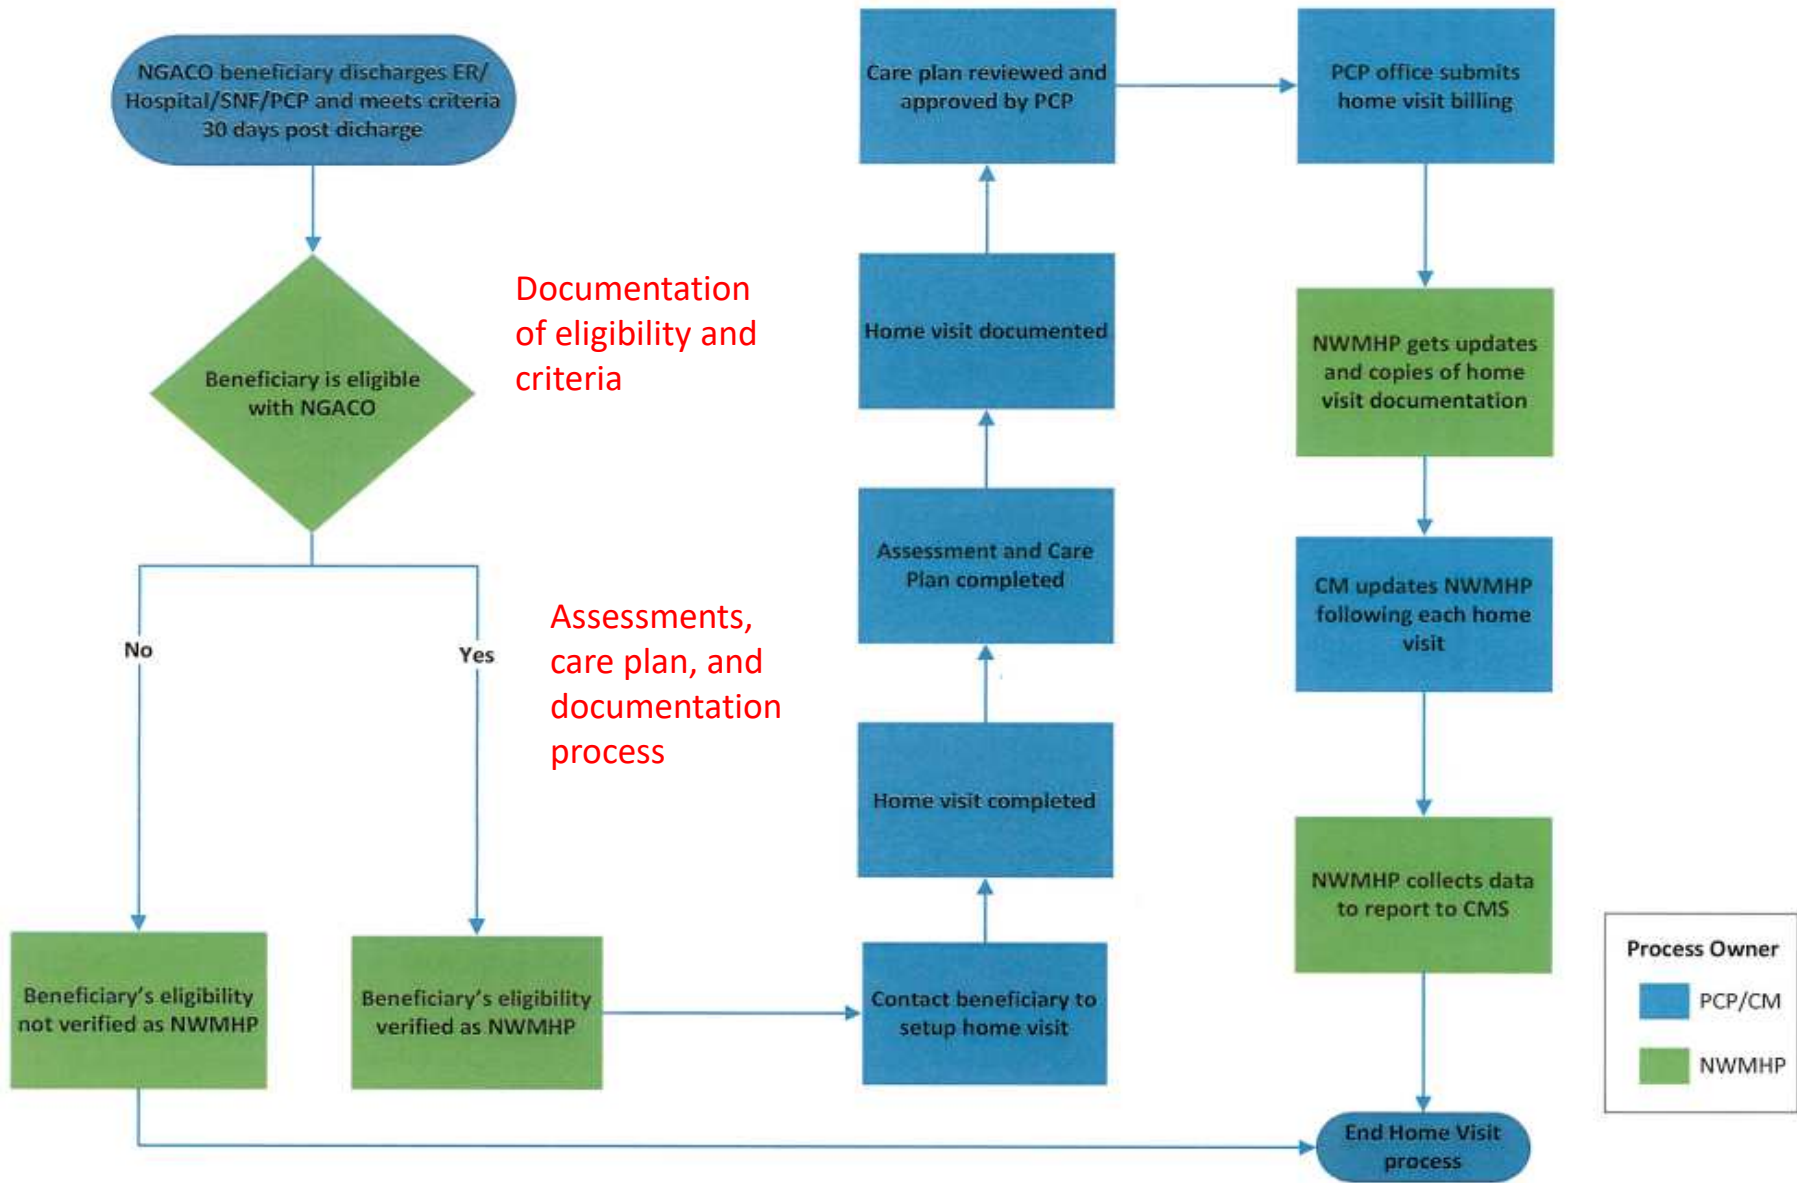 NGACO beneficiary discharges ER/
Hospital/SNF/PCP and meets criteria
30 days post dicharge
Beneficiary is eligible
with NGACO
Documentation
of eligibility and
criteria
No
Yes
Assessments,
care plan, and
documentation
process
Beneficiary's eligibility
not verified as NWMHP
Beneficiary's eligibility
verified as NWMHP
Contact beneficiary to
setup home visit
Home visit completed
Assessment and Care
Plan completed
Home visit documented
Care plan reviewed and
approved by PCP
PCP office submits
home visit billing
NWMHP gets updates
and copies of home
visit documentation
CM updates NWMHP
following each home
visit
NWMHP collects data
to report to CMS
End Home Visit
process
Process Owner
PCP/CM
NWMHP